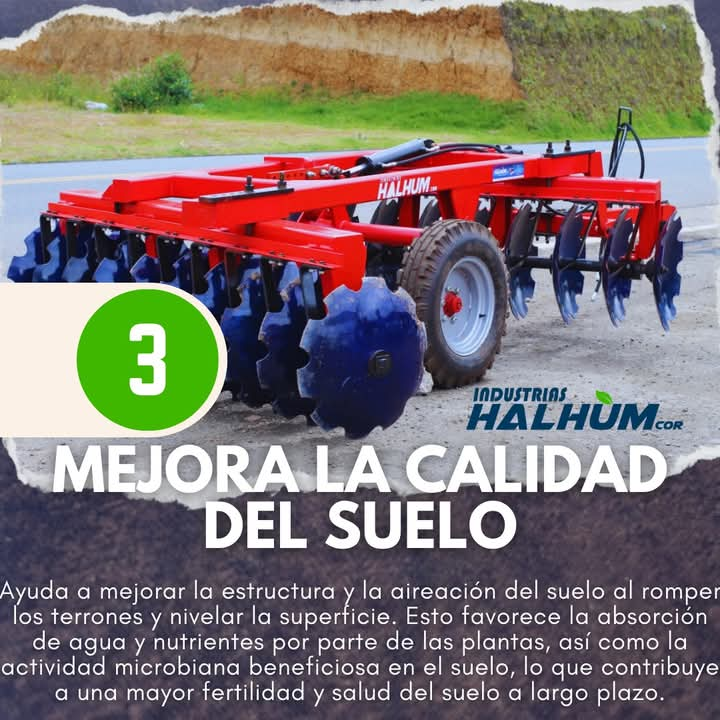 HALHUM
3
INDUSTRIAS
HALHUM COR
MEJORA LA CALIDAD
DEL SUELO
Ayuda a mejorar la estructura y la aireación del suelo al romper
los terrones y nivelar la superficie. Esto favorece la absorción
de agua y nutrientes por parte de las plantas, así como la
actividad microbiana beneficiosa en el suelo, lo que contribuye
a una mayor fertilidad y salud del suelo a largo plazo.